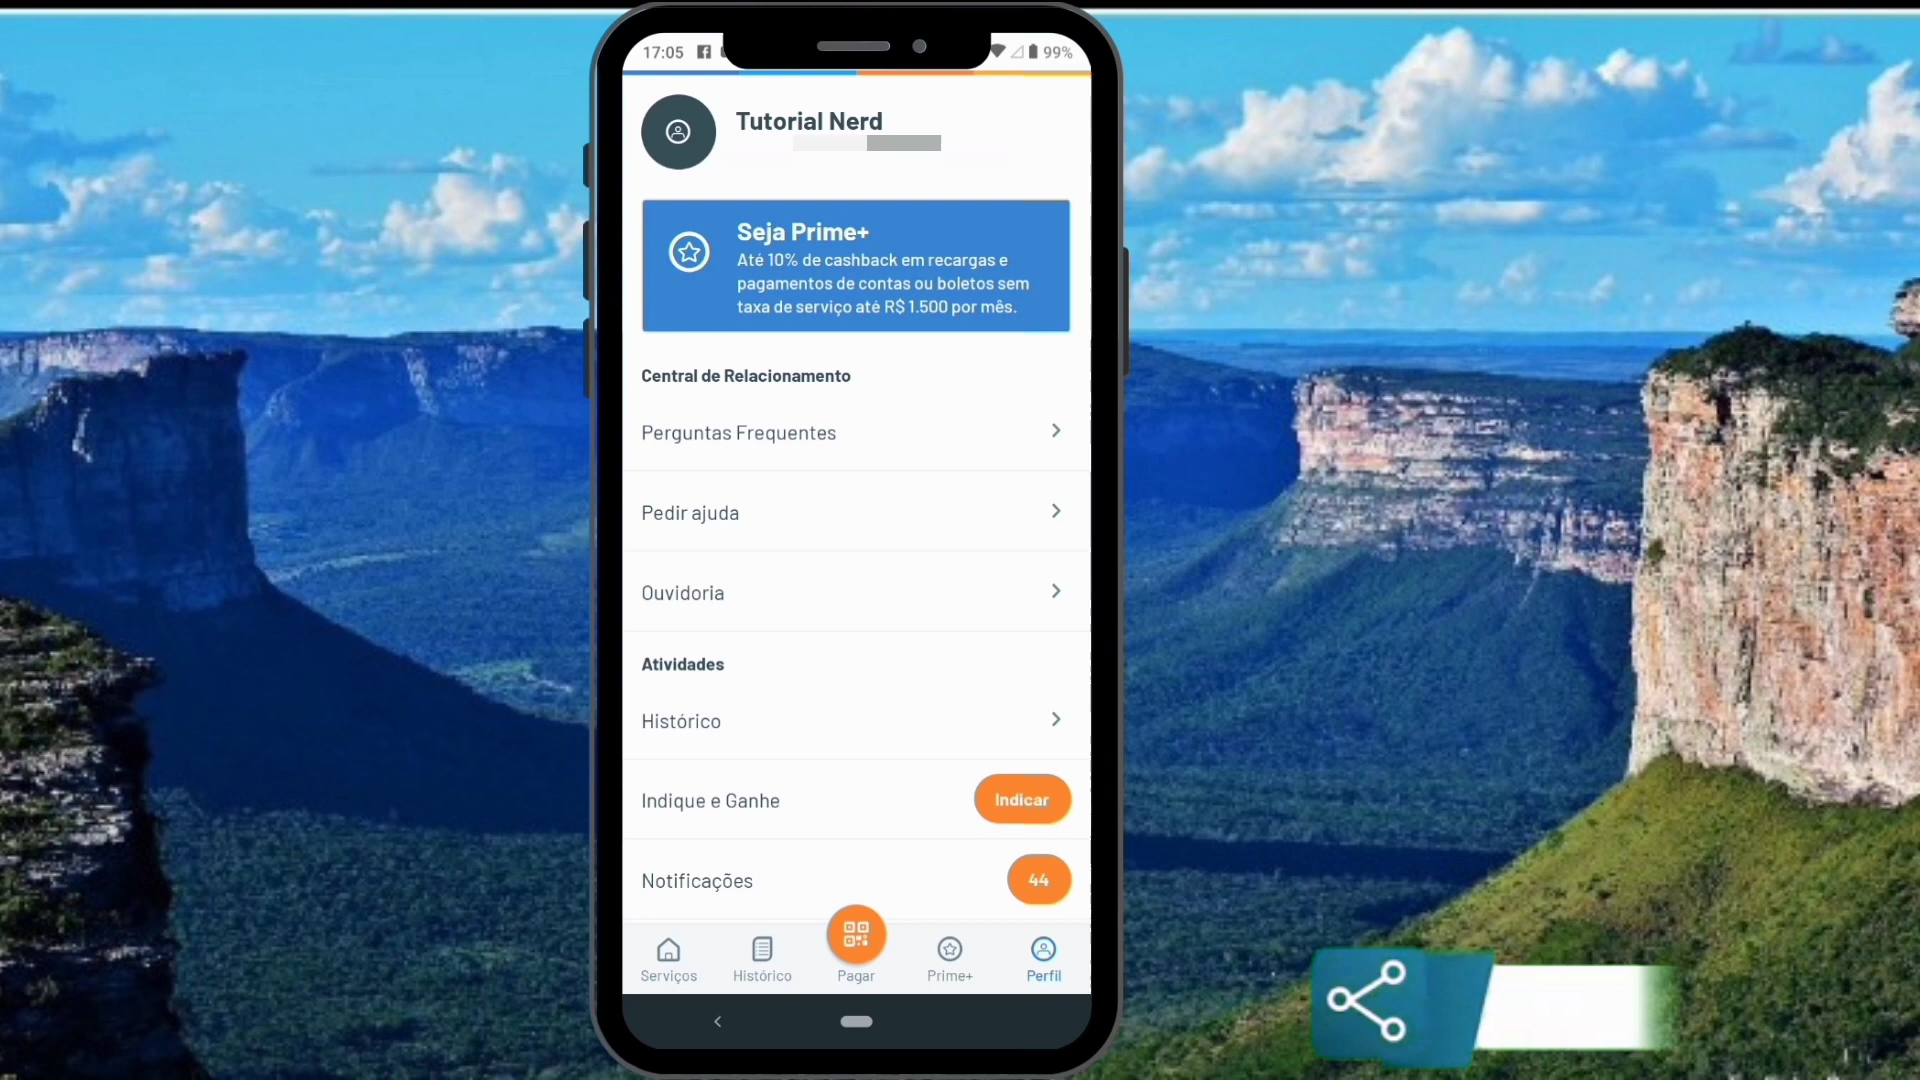 17:05
99%
Tutorial Nerd
Seja Prime+
Até 10% de cashback em recargas e
pagamentos de contas ou boletos sem
taxa de serviço até R$ 1.500 por mês.
Central de Relacionamento
Perguntas Frequentes
Pedir ajuda
Ouvidoria
Atividades
Histórico
Indique e Ganhe
Indicar
Notificações
44
Serviços
Histórico
Pagar
Prime+
Perfil